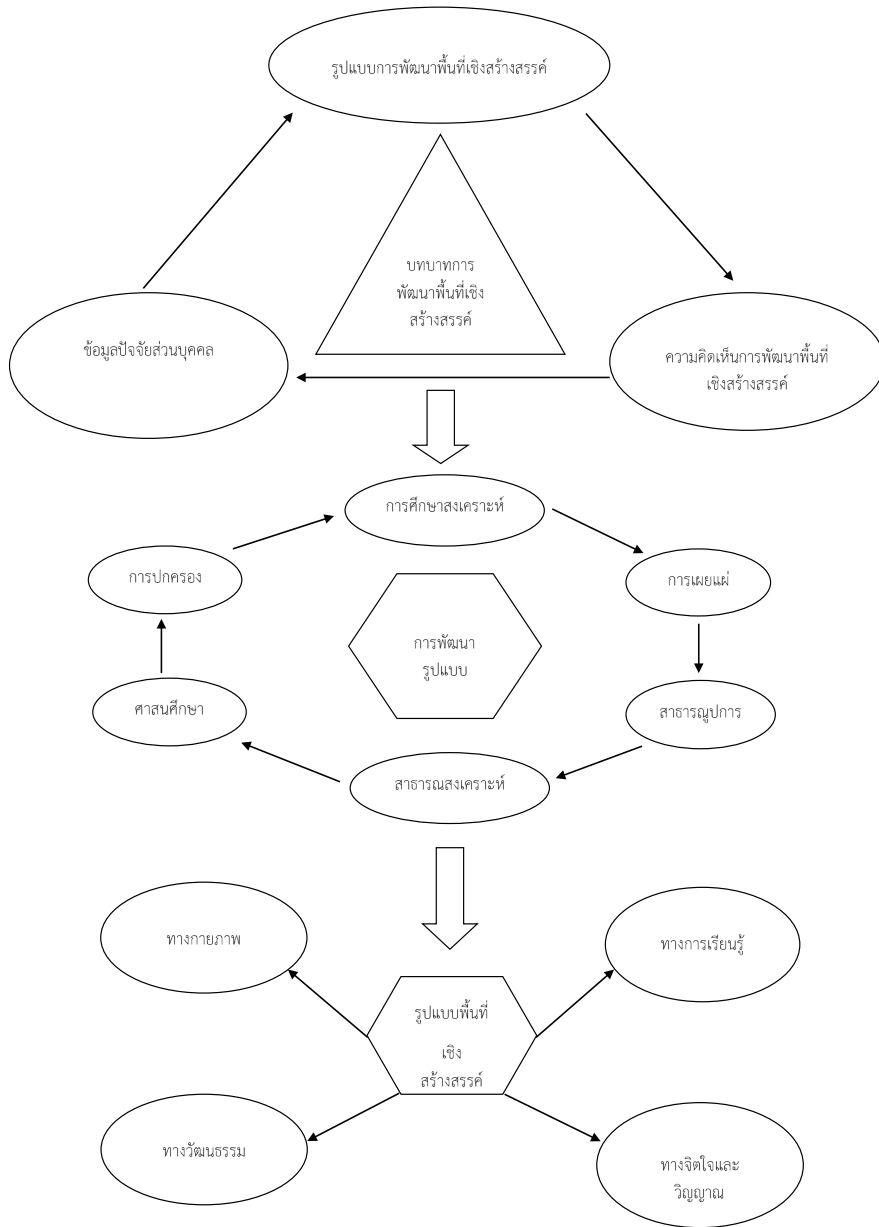 รูปแบบการพัฒนาพื้นที่เชิงสร้างสรรค์
บทบาทการ
พัฒนาพื้นที่เชิง
สร้างสรรค์
ข้อมูลปัจจัยส่วนบุคคล
ความคิดเห็นการพัฒนาพื้นที่
เชิงสร้างสรรค์
การศึกษาสงเคราะห์
การปกครอง
การเผยแผ่
การพัฒนา
รูปแบบ
ศาสนศึกษา
สาธารณูปการ
สาธารณสงเคราะห์
ทางกายภาพ
ทางการเรียนรู้
รูปแบบพื้นที่
เชิง
สร้างสรรค์
ทางวัฒนธรรม
ทางจิตใจและ
วิญญาณ